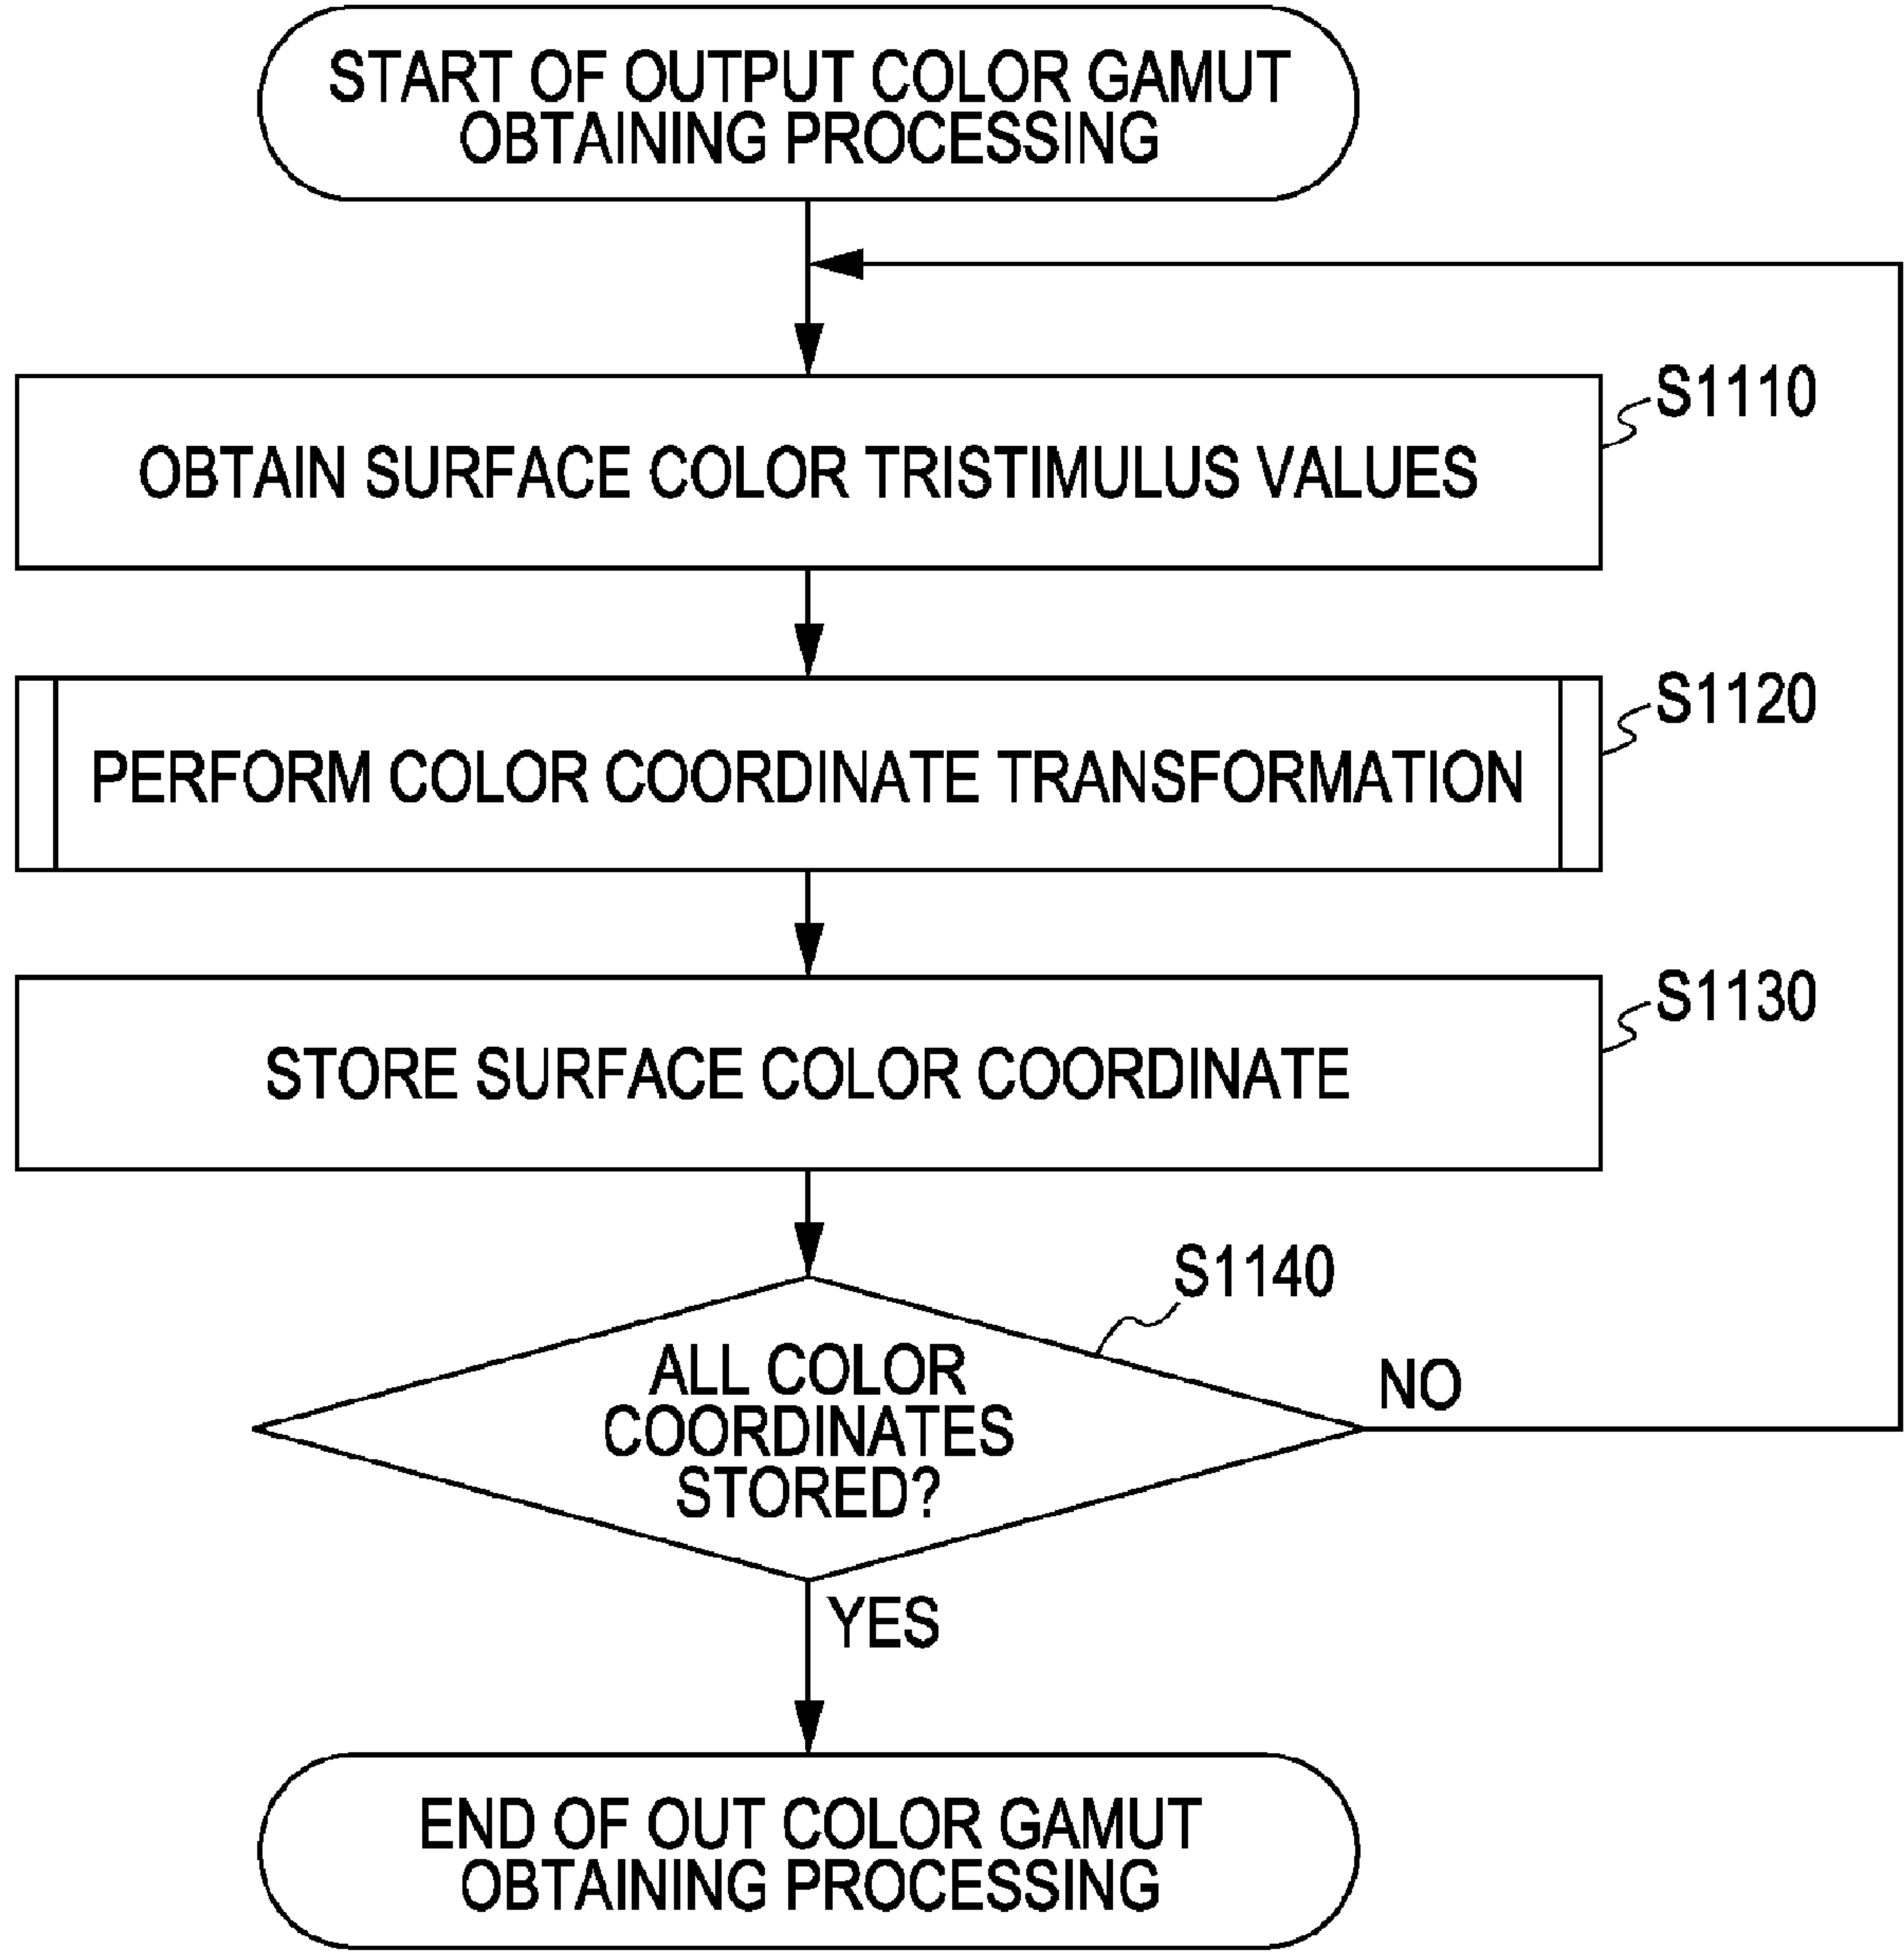 START OF OUTPUT COLOR GAMUT
OBTAINING PROCESSING
S1110
OBTAIN SURFACE COLOR TRISTIMULUS VALUES
S1120
PERFORM COLOR COORDINATE TRANSFORMATION
S1130
STORE SURFACE COLOR COORDINATE
S1140
ALL COLOR
COORDINATES
STORED?
NO
YES
END OF OUT COLOR GAMUT
OBTAINING PROCESSING